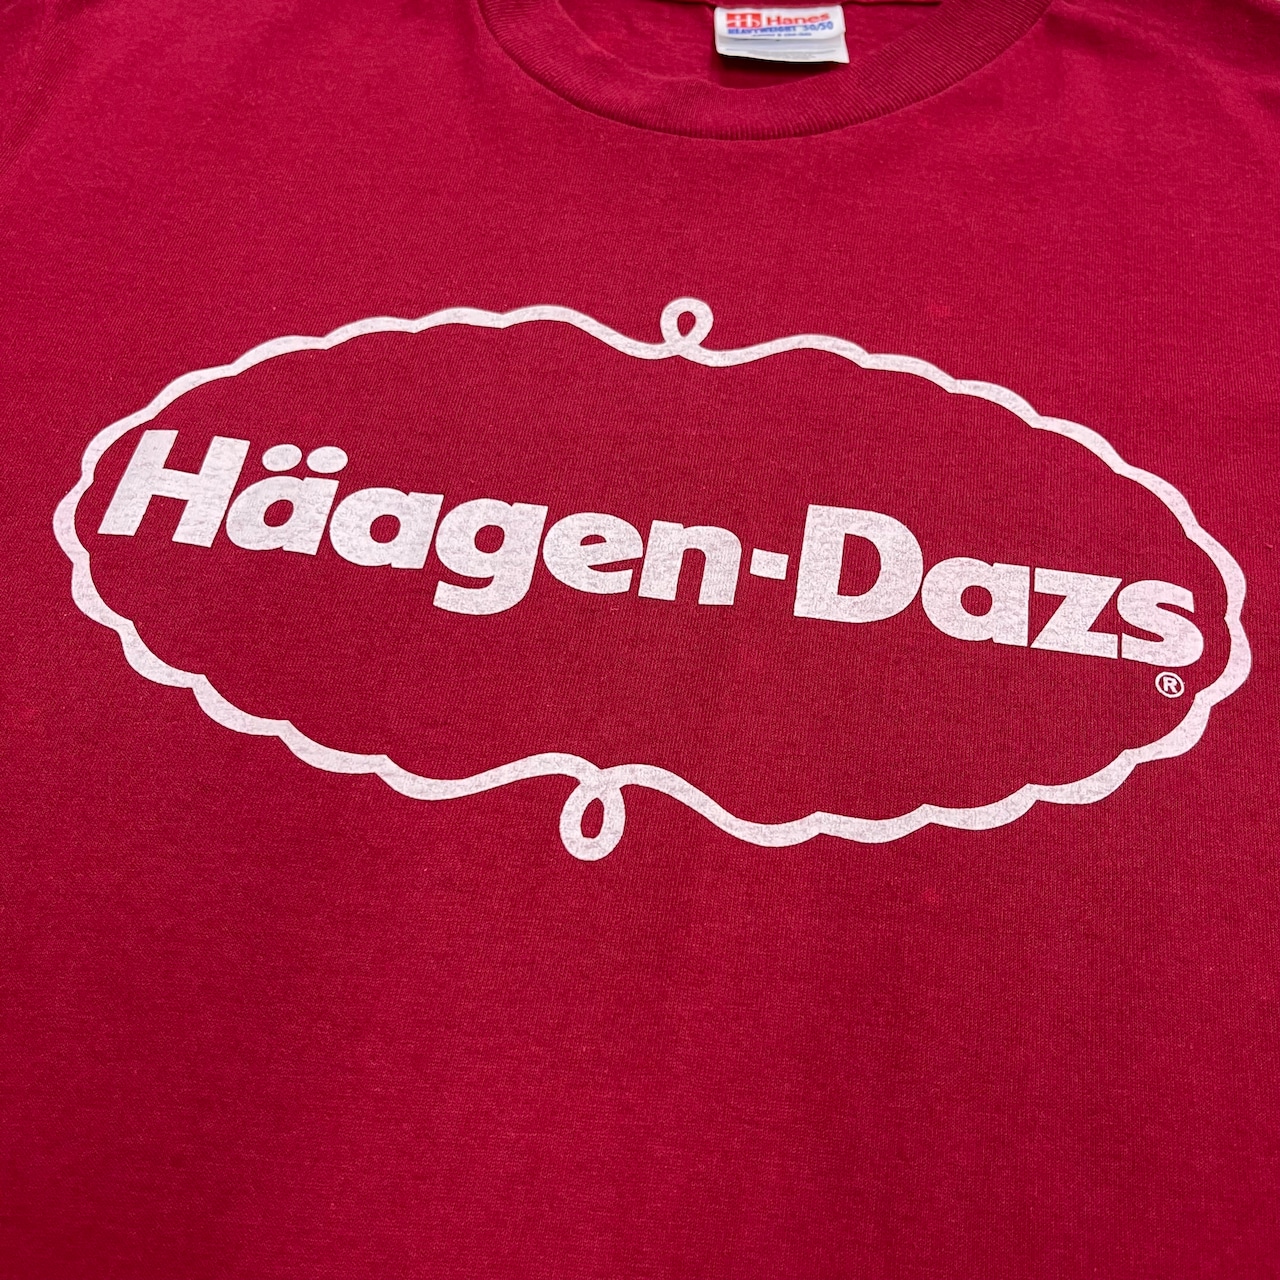 Hanes
HEAVYWEIGHT 50/50
Häagen-Dazs
®